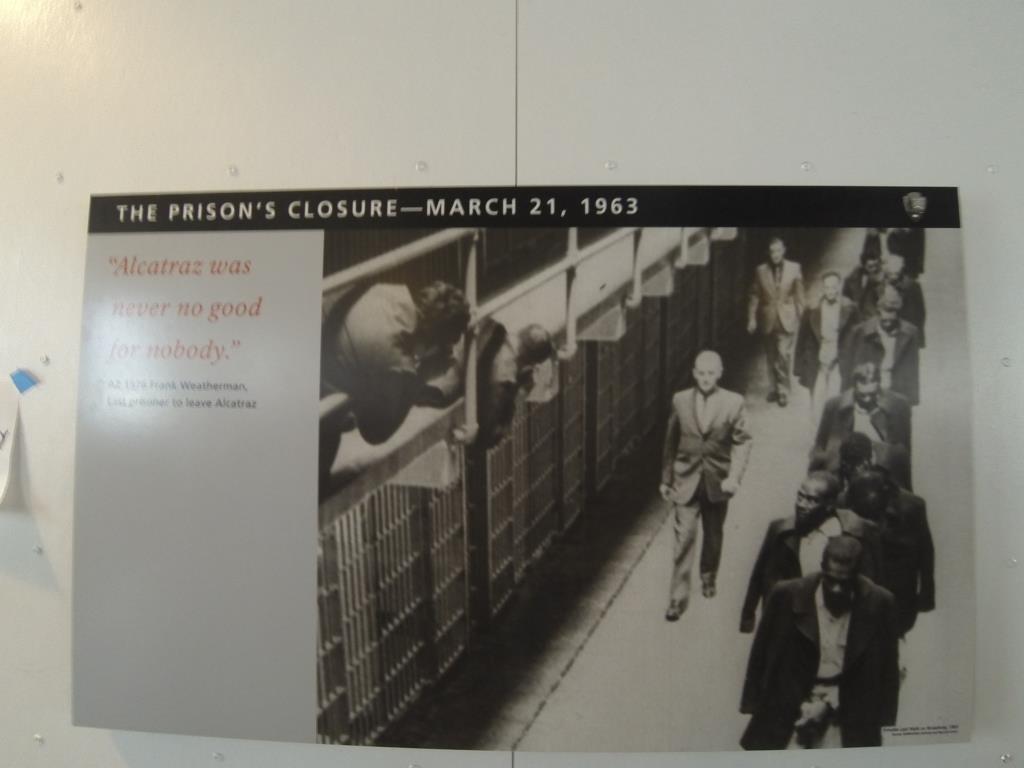 THE PRISON'S CLOSURE—MARCH 21, 1963
"Alcatraz was
never no good
for nobody."
AZ 1576 Frank Weatherman,
Last prisoner to leave Alcatraz